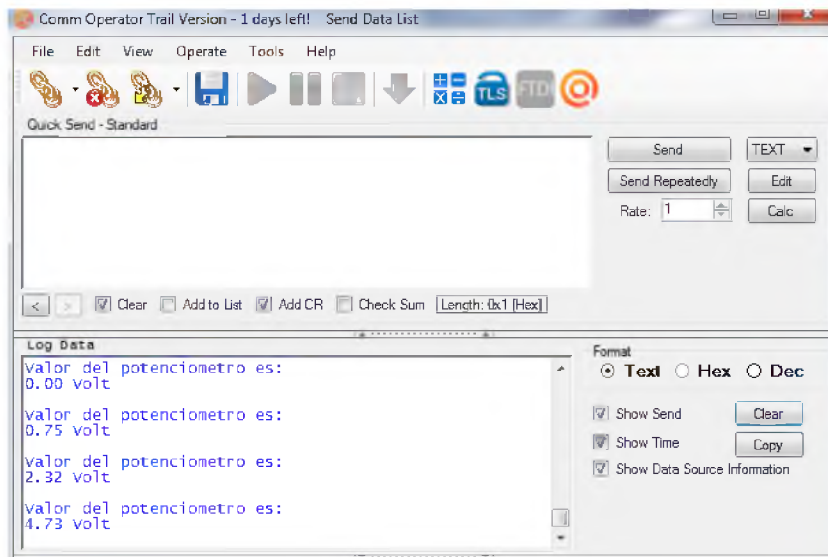 Comm Operator Trail Version - 1 days left! Send Data List
File Edit View Operate Tools Help
TLS FTDI
Quick Send - Standard
Send TEXT
Send Repeatedly Edit
Rate: 1 Calc
< > Clear Add to List Add CR Check Sum Length: 0x1 [Hex]
Log Data
Valor del potenciometro es:
0.00 Volt
Valor del potenciometro es:
0.75 Volt
Valor del potenciometro es:
2.32 Volt
Valor del potenciometro es:
4.73 Volt
Format
Text Hex Dec
Show Send Clear
Show Time Copy
Show Data Source Information